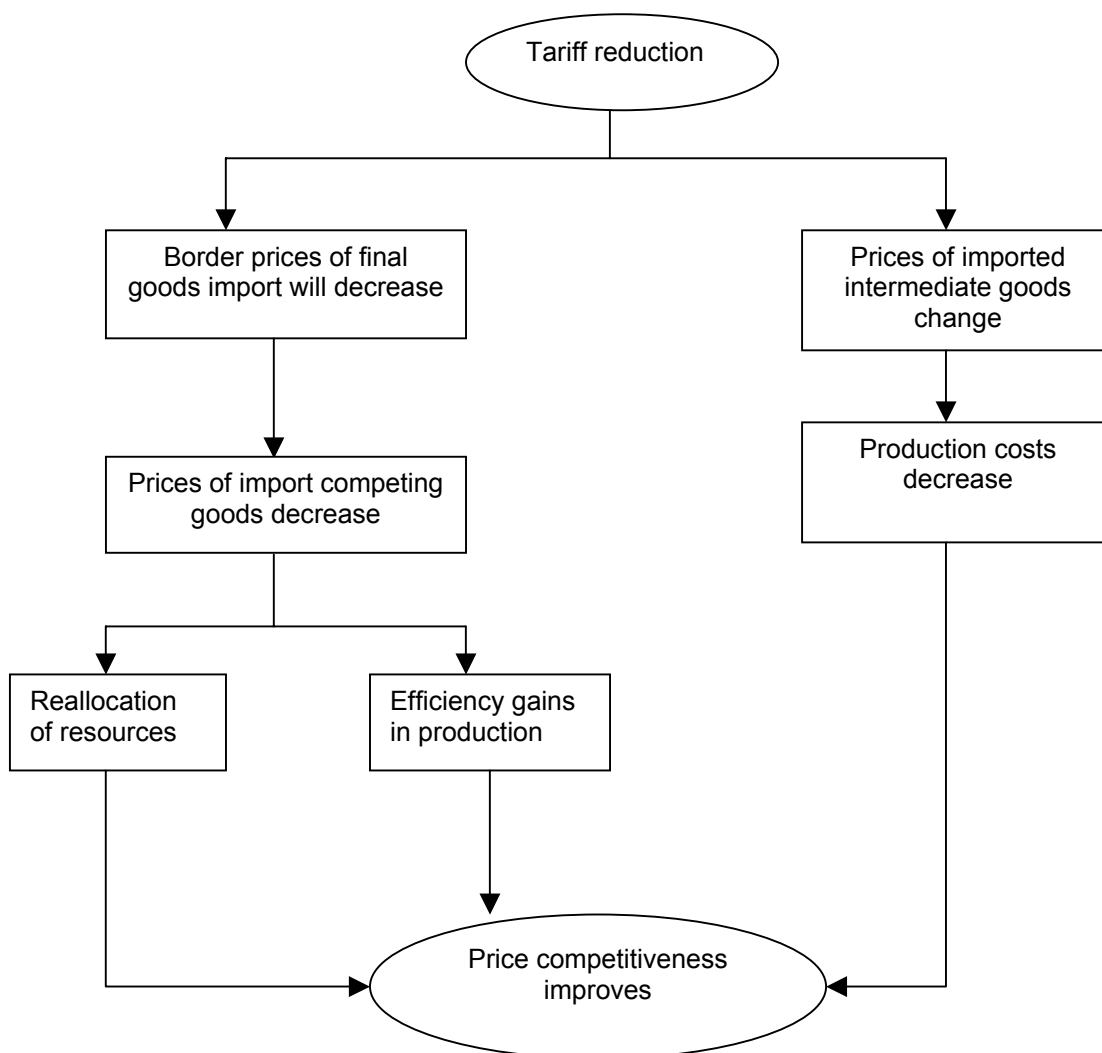 Tariff reduction
Border prices of final
goods import will decrease
Prices of imported
intermediate goods
change
Production costs
decrease
Prices of import competing
goods decrease
Reallocation
of resources
Efficiency gains
in production
Price competitiveness
improves